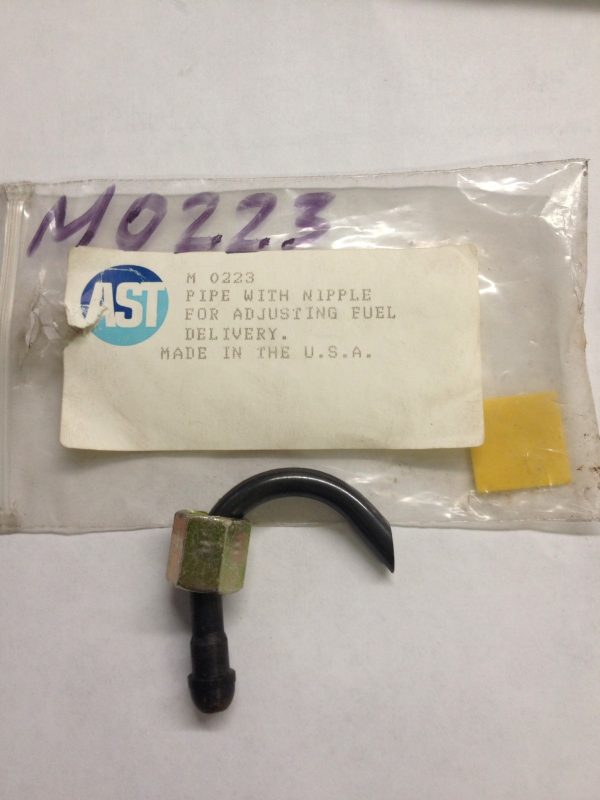 M0223
AST
M 0223
PIPE WITH NIPPLE
FOR ADJUSTING FUEL
DELIVERY.
MADE IN THE U.S.A.